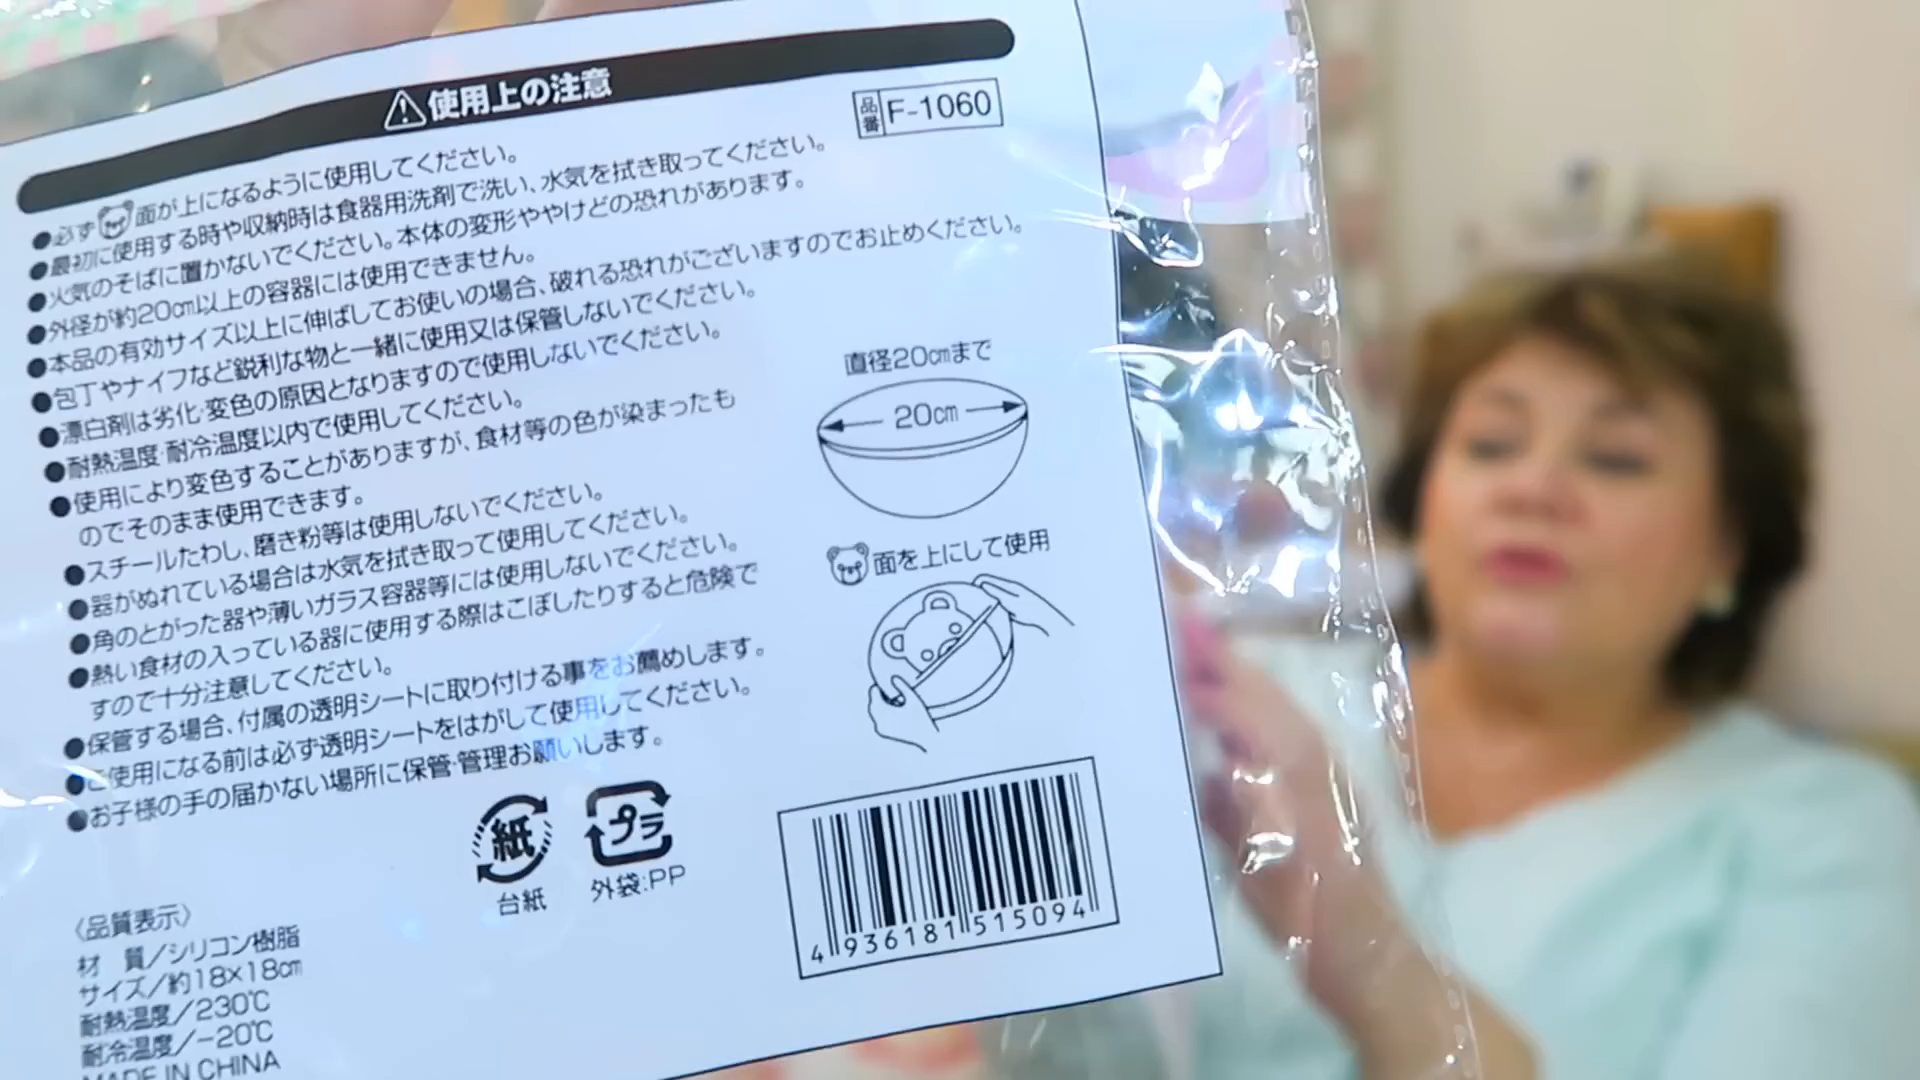 使用上の注意
品番 F-1060
●必ず面が上になるように使用してください。
●最初に使用する時や収納時は食器用洗剤で洗い、水気を拭き取ってください。
●火気のそばに置かないでください。本体の変形ややけどの恐れがあります。
●外径が約20cm以上の容器には使用できません。
●本品の有効サイズ以上に伸ばしてお使いの場合、破れる恐れがございますのでお止めください。
●包丁やナイフなど鋭利な物と一緒に使用又は保管しないでください。
●漂白剤は劣化・変色の原因となりますので使用しないでください。
●耐熱温度・耐冷温度以内で使用してください。
●使用により変色することがありますが、食材等の色が染まったも
のでそのまま使用できます。
●スチールたわし、磨き粉等は使用しないでください。
●器がぬれている場合は水気を拭き取って使用してください。
●角のとがった器や薄いガラス容器等には使用しないでください。
●熱い食材の入っている器に使用する際はこぼしたりすると危険で
すので十分注意してください。
●保管する場合、付属の透明シートに取り付ける事をお薦めします。
●ご使用になる前は必ず透明シートをはがして使用してください。
●お子様の手の届かない場所に保管・管理お願いします。
直径20cmまで
20cm
面を上にして使用
紙
台紙
プラ
外袋:PP
4 936181 515094
〈品質表示〉
材　質/シリコン樹脂
サイズ/約18×18cm
耐熱温度/230℃
耐冷温度/-20℃
MADE IN CHINA